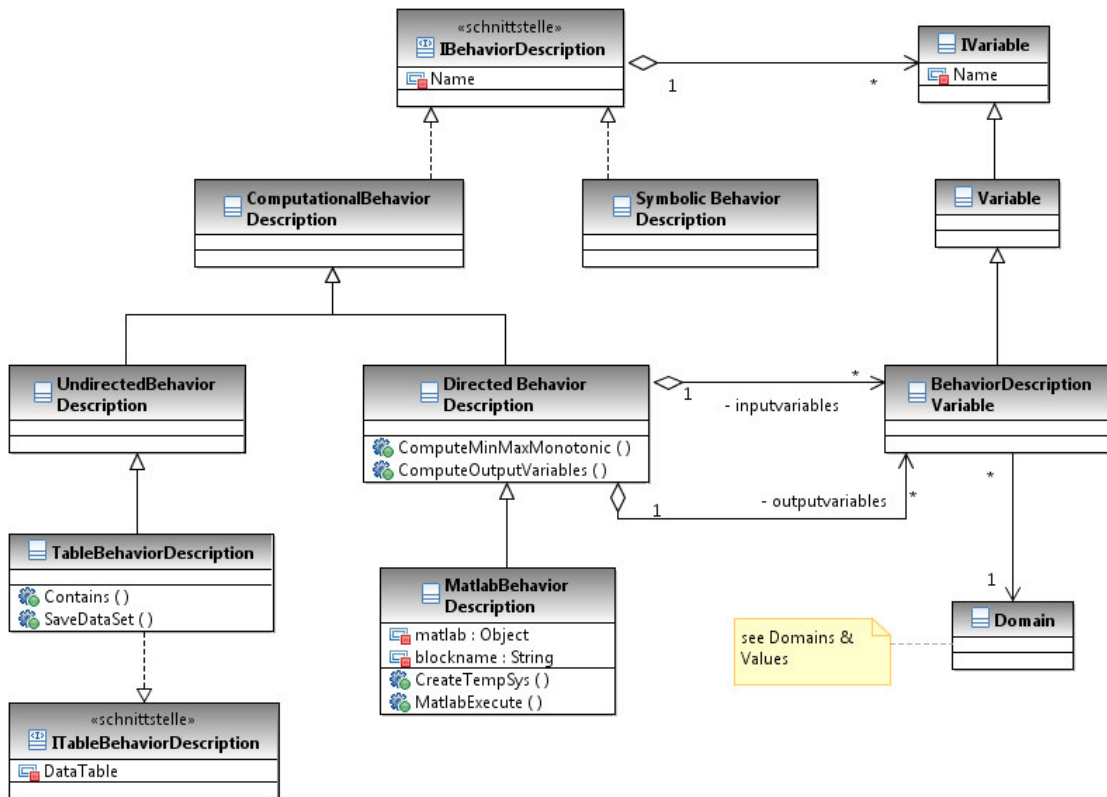 «schnittstelle»
IBehaviorDescription
Name
1
*
IVariable
Name
ComputationalBehavior
Description
Symbolic Behavior
Description
Variable
UndirectedBehavior
Description
Directed Behavior
Description
ComputeMinMaxMonotonic ( )
ComputeOutputVariables ( )
1
*
- inputvariables
BehaviorDescription
Variable
1
- outputvariables
*
*
1
TableBehaviorDescription
Contains ( )
SaveDataSet ( )
MatlabBehavior
Description
matlab : Object
blockname : String
CreateTempSys ( )
MatlabExecute ( )
see Domains &
Values
Domain
«schnittstelle»
ITableBehaviorDescription
DataTable